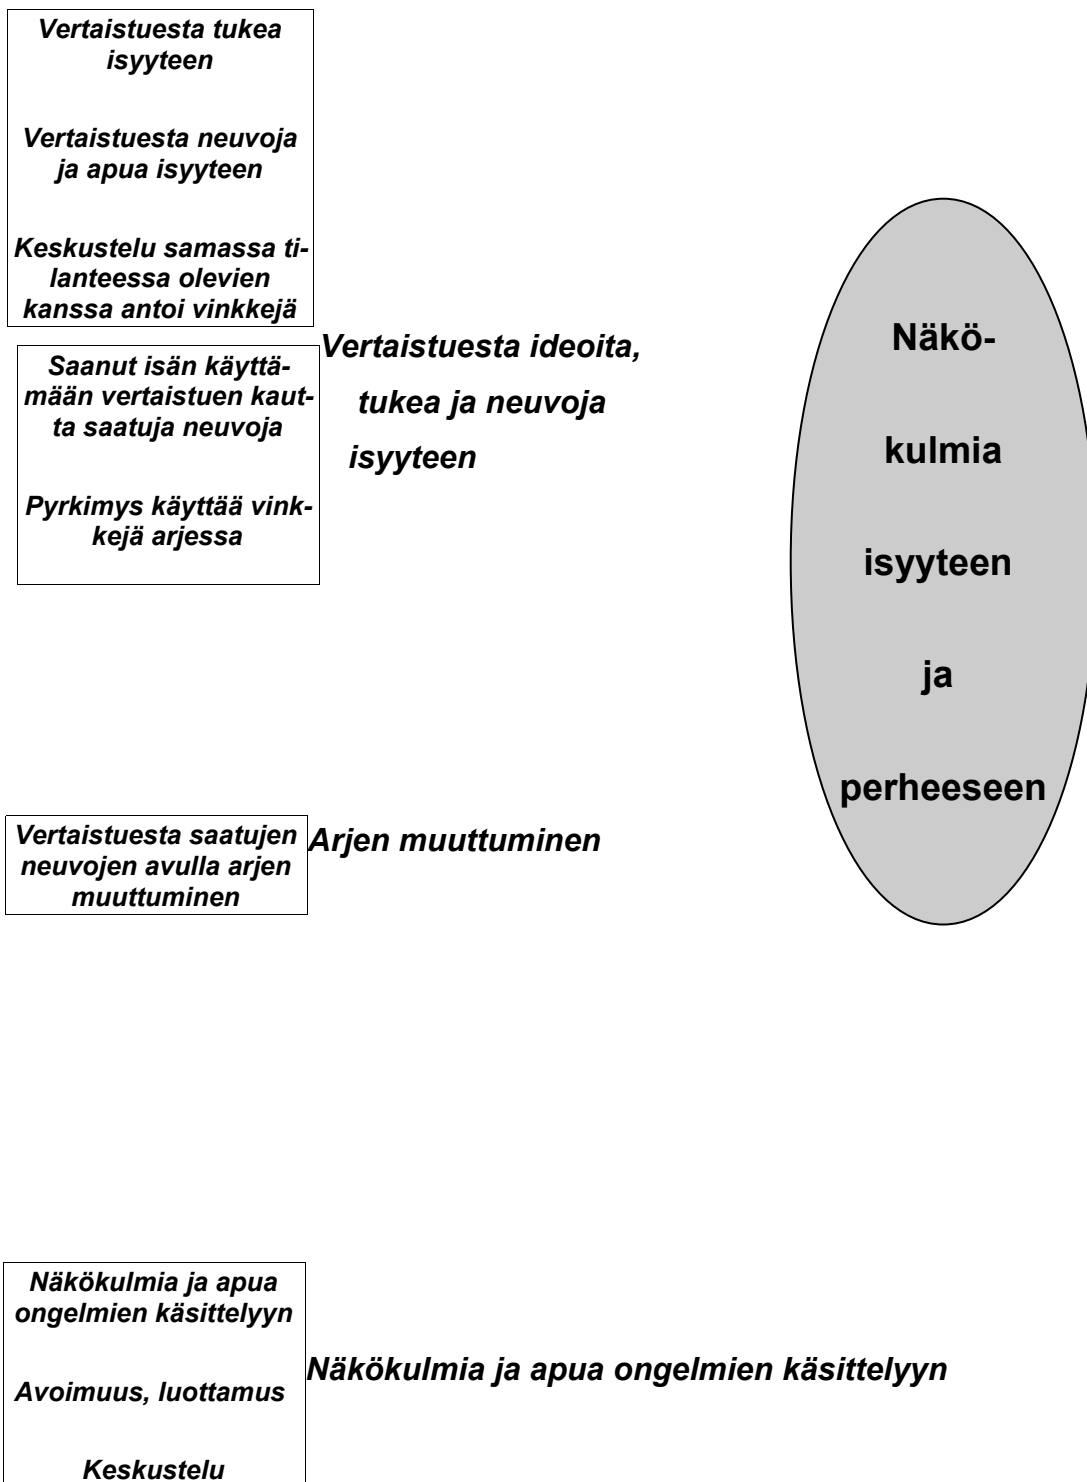 Vertaistuesta tukea
isyyteen
Vertaistuesta neuvoja
ja apua isyyteen
Keskustelu samassa ti-
lanteessa olevien
kanssa antoi vinkkejä
Saanut isän käyttä-
mään vertaistuen kaut-
ta saatuja neuvoja
Pyrkimys käyttää vink-
kejä arjessa
Vertaistuesta ideoita,
tukea ja neuvoja
isyyteen
Näkö-
kulmia
isyyteen
ja
perheeseen
Vertaistuesta saatujen
neuvojen avulla arjen
muuttuminen
Arjen muuttuminen
Näkökulmia ja apua
ongelmien käsittelyyn
Avoimuus, luottamus
Keskustelu
Näkökulmia ja apua ongelmien käsittelyyn